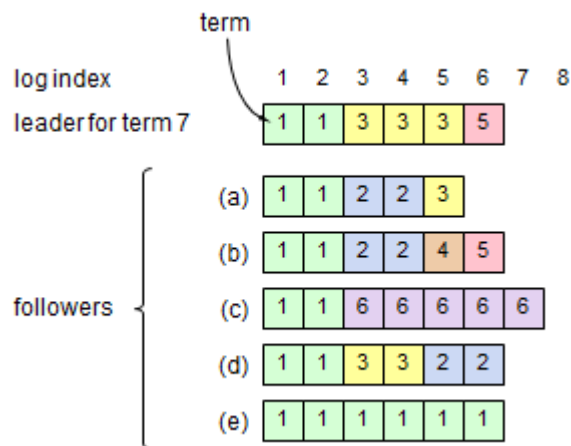 term
log index 1 2 3 4 5 6 7 8
leader for term 7 1 1 3 3 3 5
(a) 1 1 2 2 3
(b) 1 1 2 2 4 5
followers (c) 1 1 6 6 6 6 6
(d) 1 1 3 3 2 2
(e) 1 1 1 1 1 1